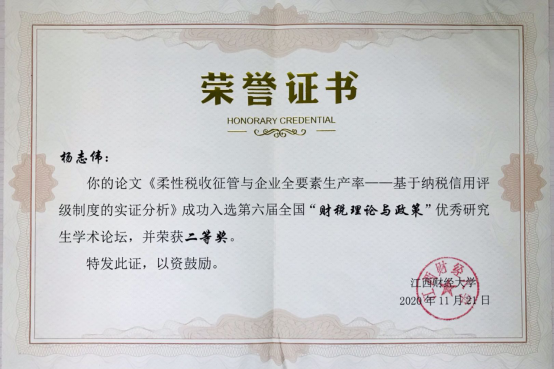 荣誉证书
HONORARY CREDENTIAL
杨志伟：
你的论文《柔性税收征管与企业全要素生产率——基于纳税信用评
级制度的实证分析》成功入选第六届全国“财税理论与政策”优秀研究
生学术论坛，并荣获二等奖。
特发此证，以资鼓励。
江西财经大学
2020年11月21日